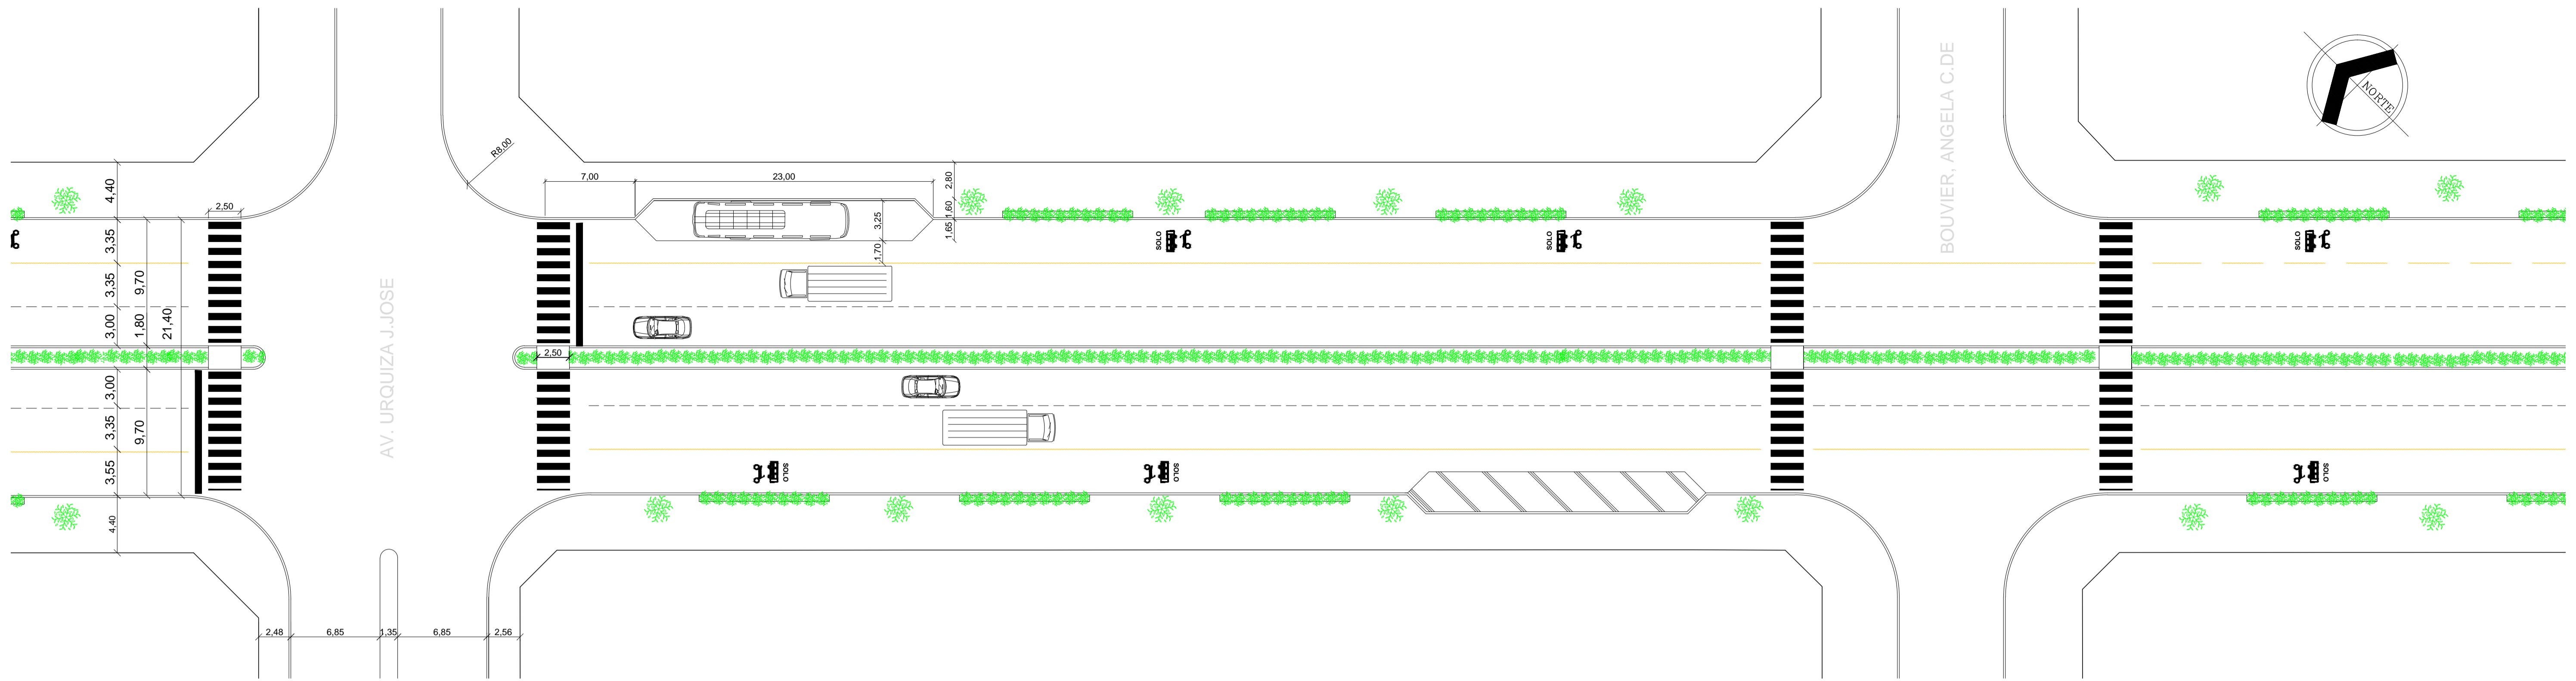 BOUVIER, ANGELA C.DE
NORTE
R8,00
7,00
23,00
2,80
4,40
2,50
1,60
3,25
1,65
SOLO
SOLO
SOLO
3,35
1,70
3,35
9,70
AV. URQUIZA J.JOSE
3,00
1,80
21,40
2,50
3,00
3,35
9,70
3,55
SOLO
SOLO
SOLO
4,40
2,48
6,85
1,35
6,85
2,56